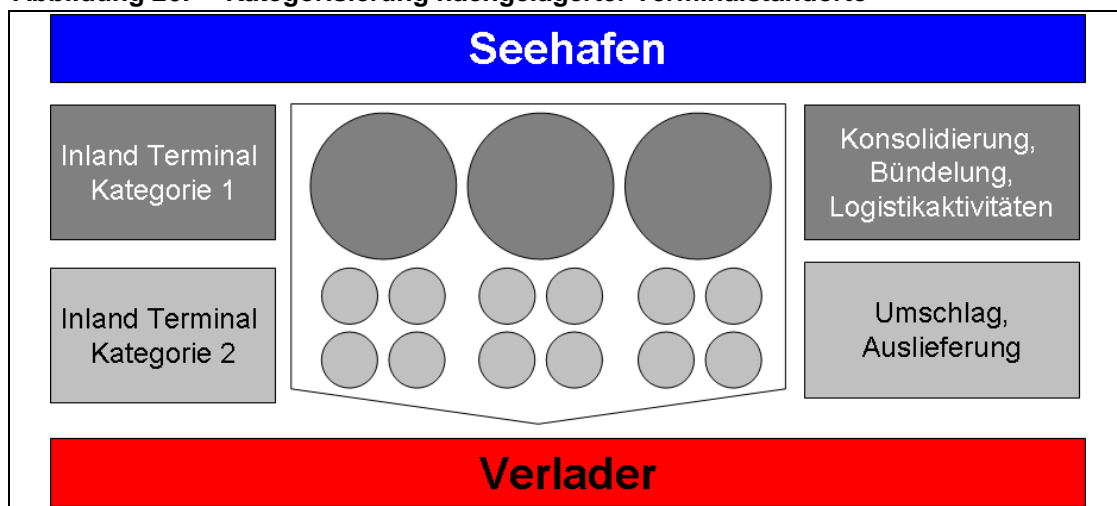 Seehafen
Inland Terminal
Kategorie 1
Konsolidierung,
Bündelung,
Logistikaktivitäten
Inland Terminal
Kategorie 2
Umschlag,
Auslieferung
Verlader